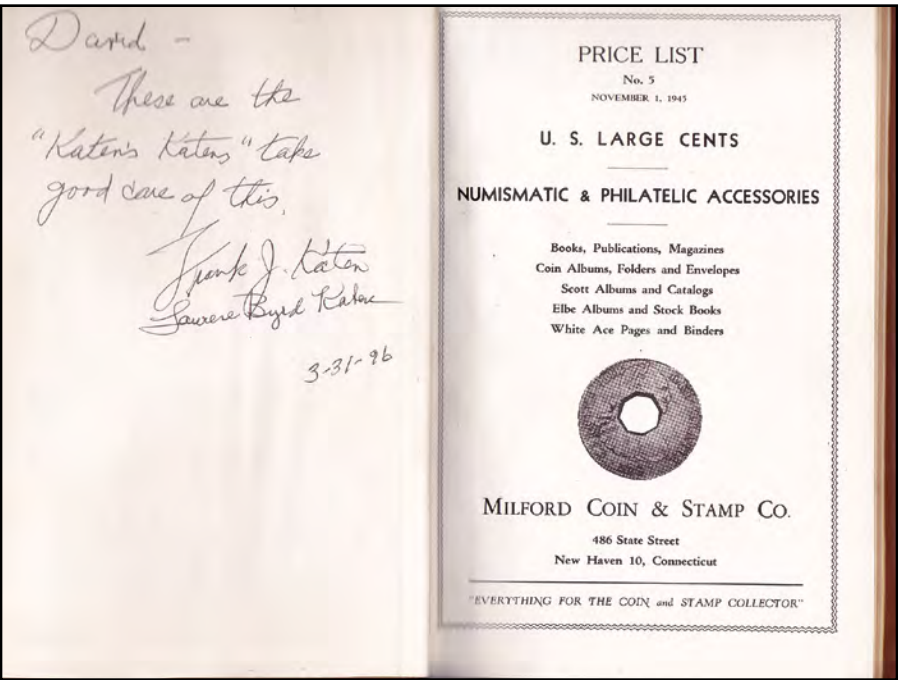 David –
These are the
"Katen's Katens" take
good care of this.
Frank J. Katen
Laurese Byrd Katen
3-31-96
PRICE LIST
No. 5
NOVEMBER 1, 1945
U. S. LARGE CENTS
NUMISMATIC & PHILATELIC ACCESSORIES
Books, Publications, Magazines
Coin Albums, Folders and Envelopes
Scott Albums and Catalogs
Elbe Albums and Stock Books
White Ace Pages and Binders
MILFORD COIN & STAMP CO.
486 State Street
New Haven 10, Connecticut
"EVERYTHING FOR THE COIN and STAMP COLLECTOR"